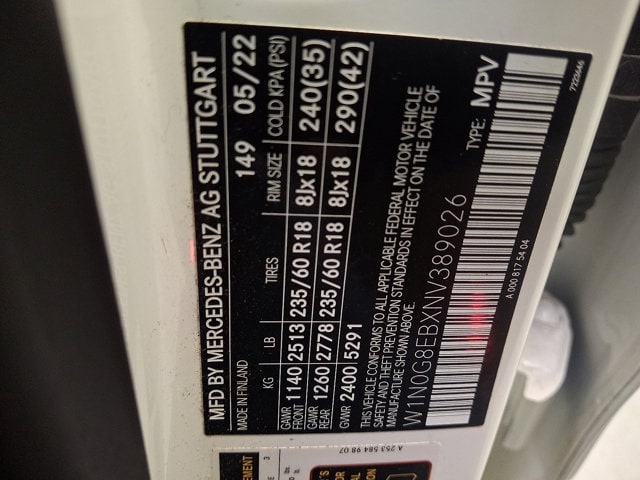 MFD BY MERCEDES-BENZ AG STUTTGART
MADE IN FINLAND 149 05/22
KG LB TIRES RIM SIZE COLD KPA (PSI)
GAWR FRONT 1140 2513 235/60 R18 8Jx18 240(35)
GAWR REAR 1260 2778 235/60 R18 8Jx18 290(42)
GVWR 2400 5291
THIS VEHICLE CONFORMS TO ALL APPLICABLE FEDERAL MOTOR VEHICLE
SAFETY AND THEFT PREVENTION STANDARDS IN EFFECT ON THE DATE OF
MANUFACTURE SHOWN ABOVE.
W1N0G8EBXNV389026 TYPE: MPV
A 000 817 54 04
7123646
A 253 584 98 07